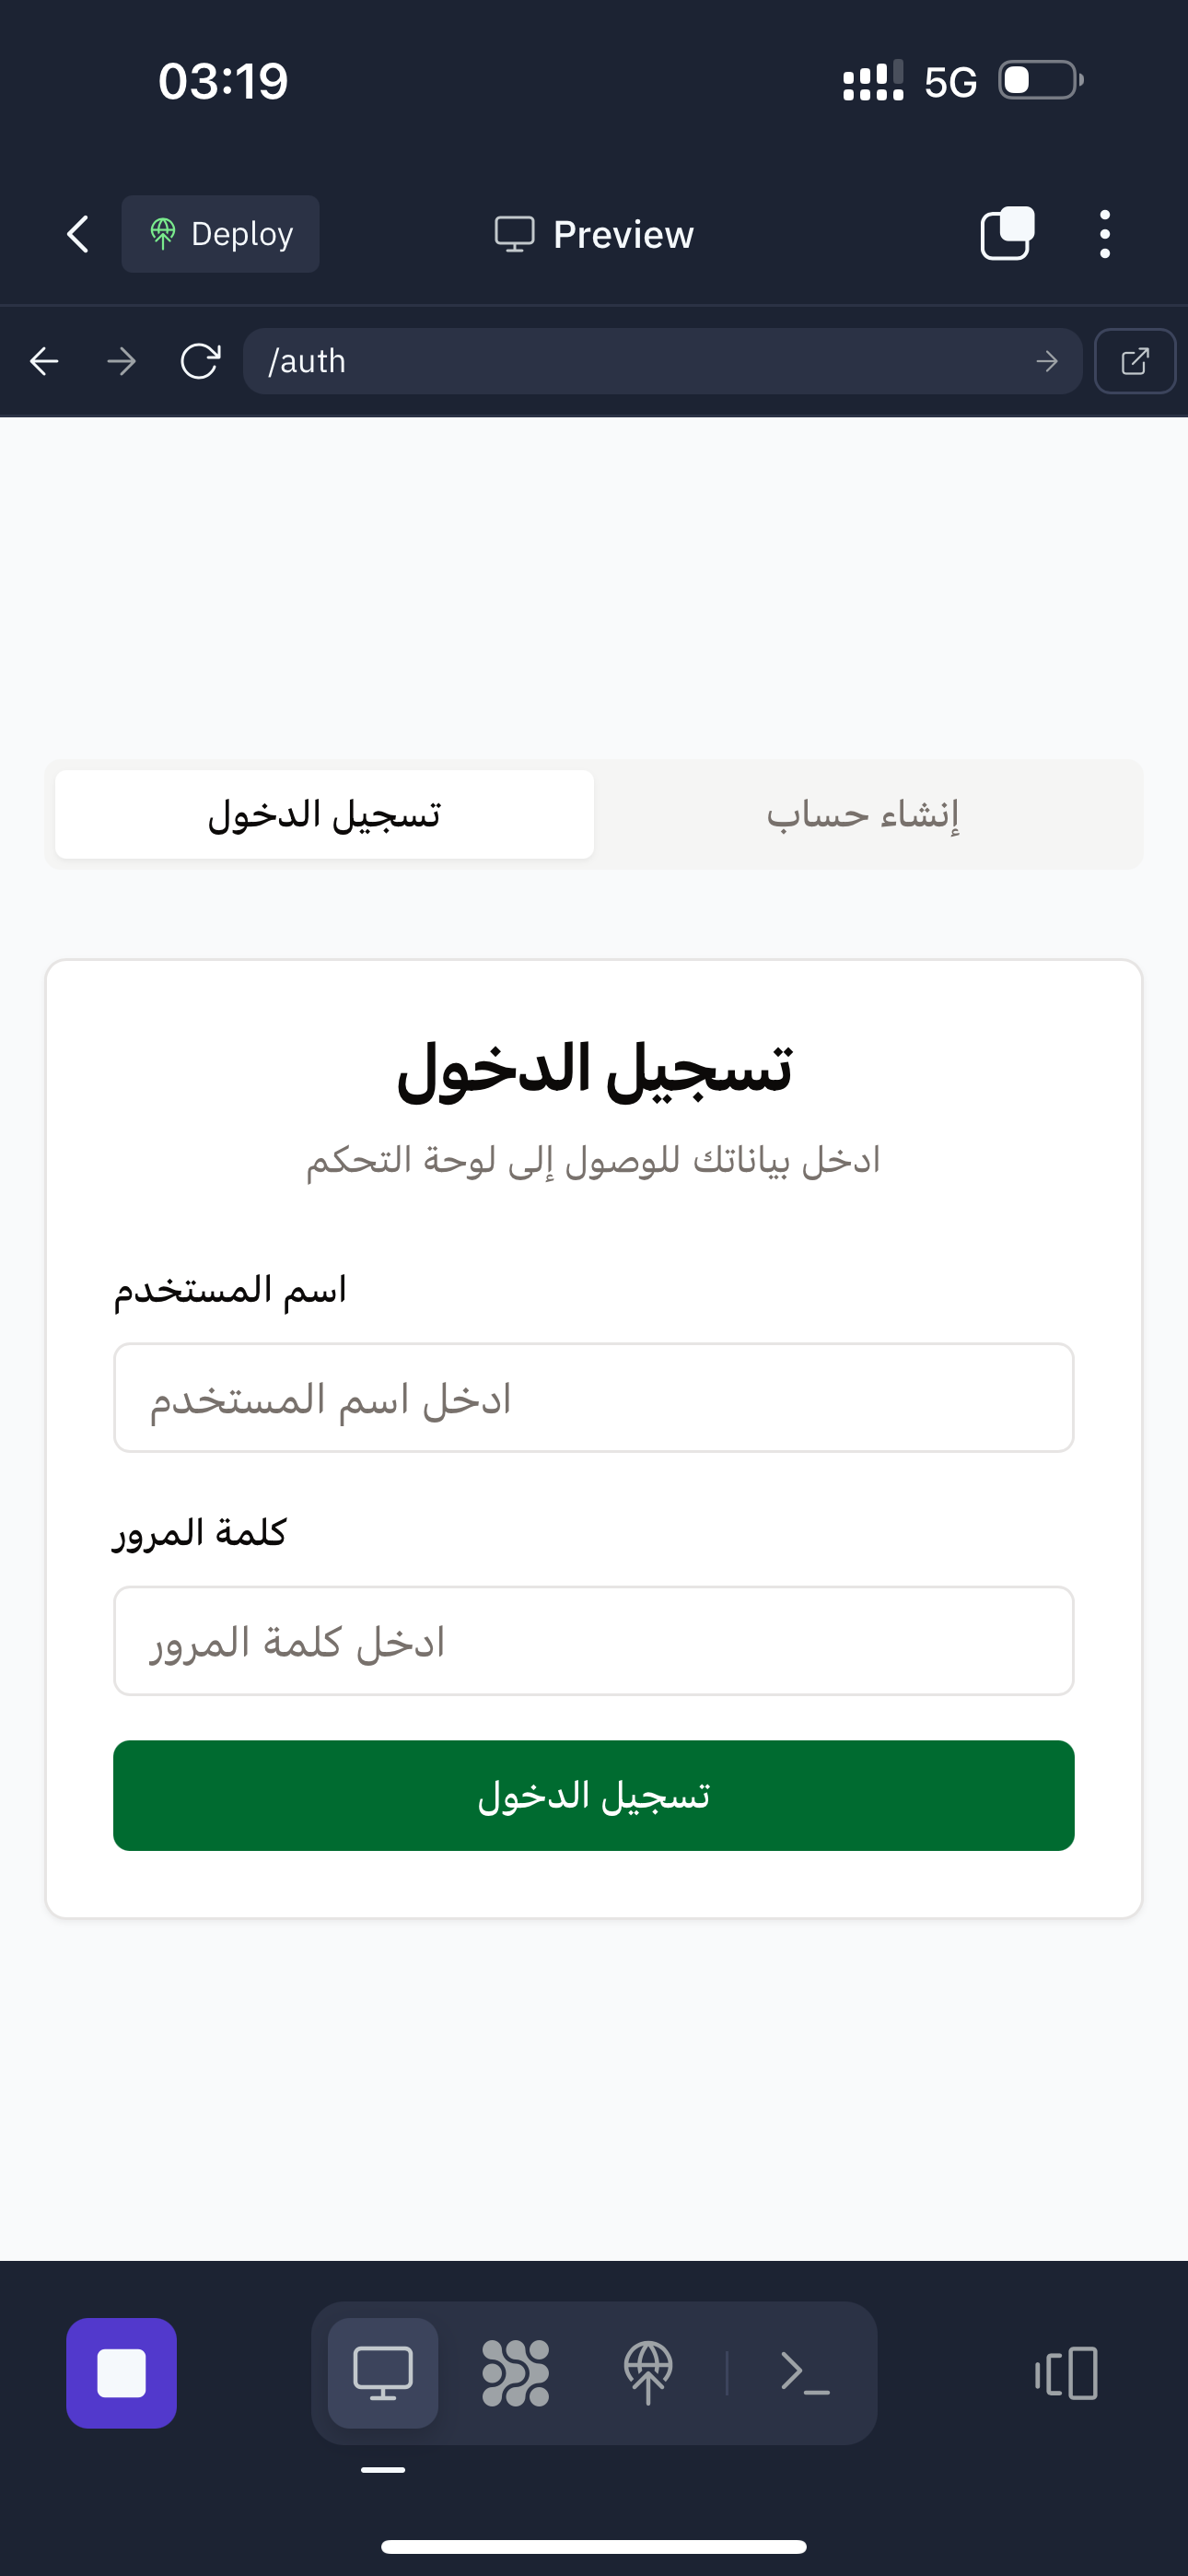 03:19 5G
Deploy Preview
/auth
تسجيل الدخول إنشاء حساب
تسجيل الدخول
ادخل بياناتك للوصول إلى لوحة التحكم
اسم المستخدم
ادخل اسم المستخدم
كلمة المرور
ادخل كلمة المرور
تسجيل الدخول